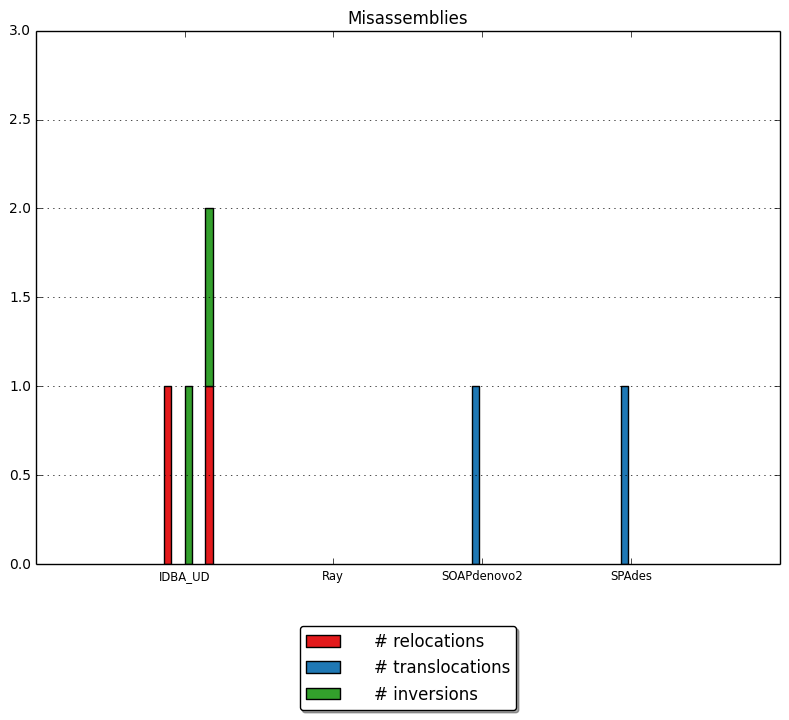 Misassemblies
3.0
2.5
2.0
1.5
1.0
0.5
0.0
IDBA_UD Ray SOAPdenovo2 SPAdes
# relocations
# translocations
# inversions